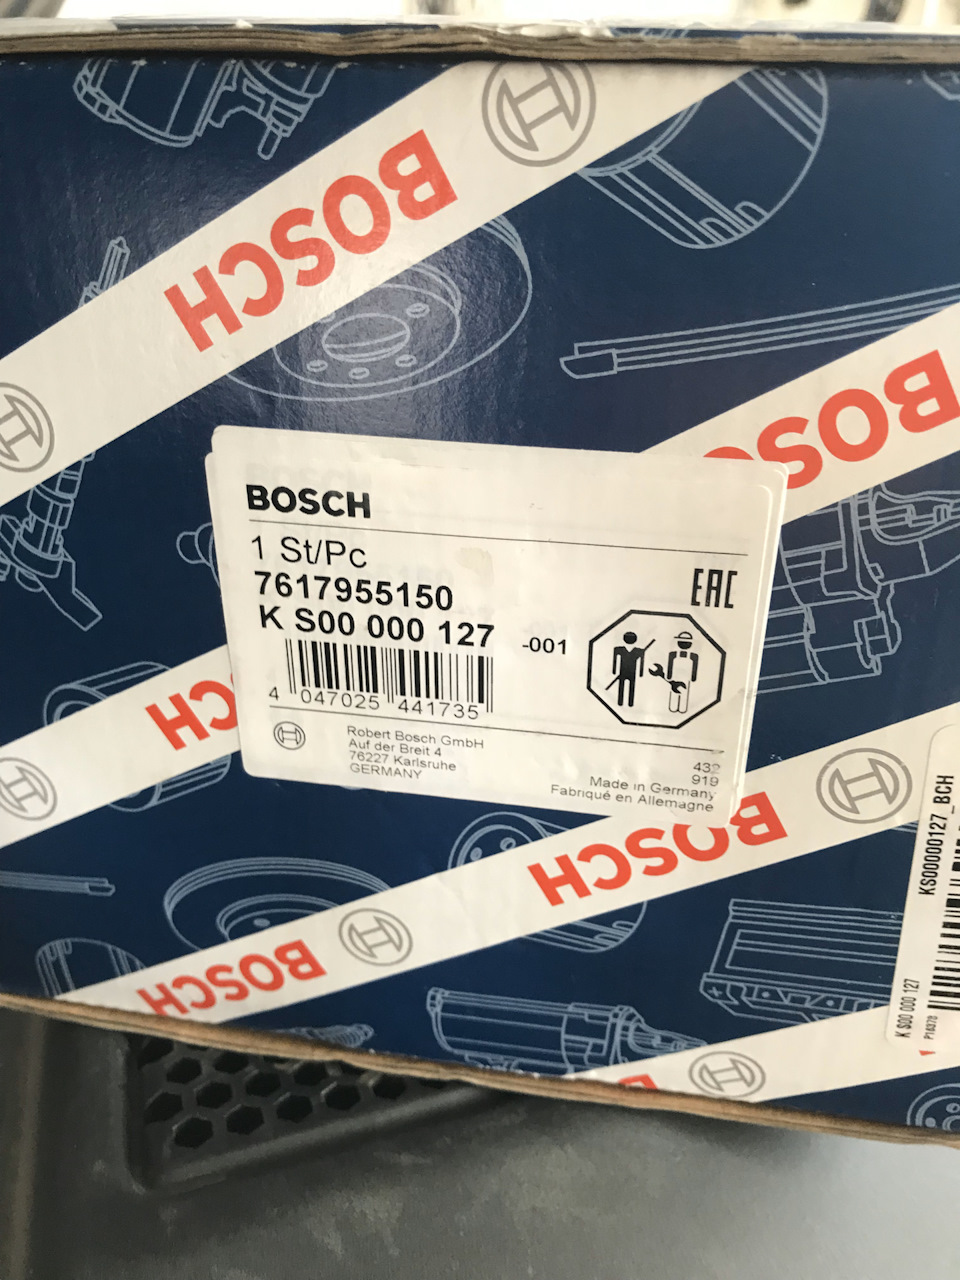 BOSCH
BOSCH
BOSCH
1 St/Pc
7617955150
K S00 000 127
-001
EAC
4 047025 441735
Robert Bosch GmbH
Auf der Breit 4
76227 Karlsruhe
GERMANY
432
919
Made in Germany
Fabriqué en Allemagne
BOSCH
BOSCH
KS00000127_BCH
K S00 000 127
P16378